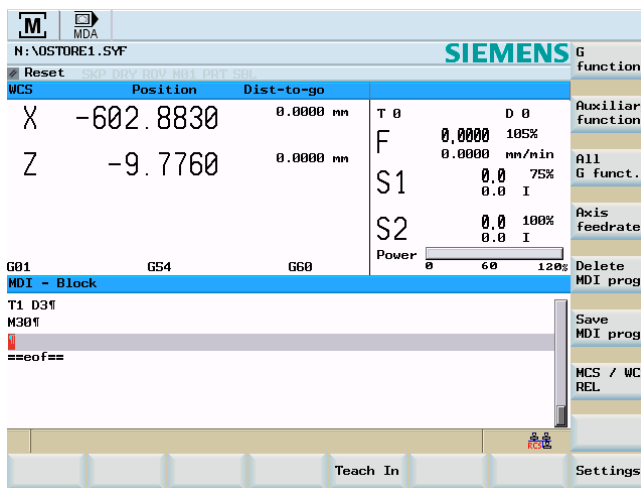 M
MDA
N:\OSTORE1.SYF
SIEMENS
Reset SKP DRY ROV M01 PRT SBL
WCS Position Dist-to-go
X -602.8830 0.0000 mm
Z -9.7760 0.0000 mm
T 0 D 0
F 0,0000 105%
0.0000 mm/min
S1 0.0 75%
0.0 I
S2 0.0 100%
0.0 I
Power
0 60 120%
G01 G54 G60
MDI - Block
T1 D3¶
M30¶
¶
==eof==
RCS
G
function
Auxiliar
function
All
G funct.
Axis
feedrate
Delete
MDI prog
Save
MDI prog
MCS / WC
REL
Teach In
Settings